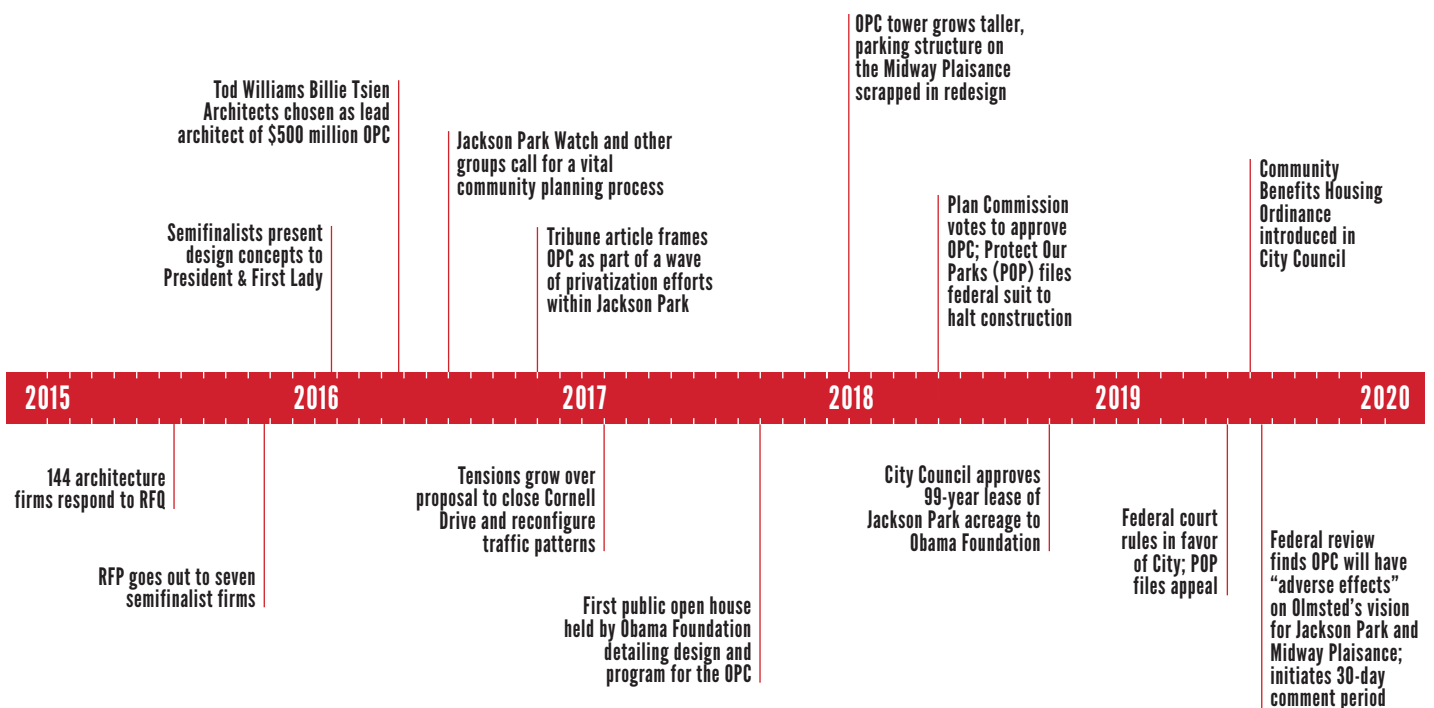 OPC tower grows taller,
parking structure on
the Midway Plaisance
scrapped in redesign
Tod Williams Billie Tsien
Architects chosen as lead
architect of $500 million OPC
Jackson Park Watch and other
groups call for a vital
community planning process
Community
Benefits Housing
Ordinance
introduced in
City Council
Plan Commission
votes to approve
OPC; Protect Our
Parks (POP) files
federal suit to
halt construction
Semifinalists present
design concepts to
President & First Lady
Tribune article frames
OPC as part of a wave
of privatization efforts
within Jackson Park
2015
2016
2017
2018
2019
2020
144 architecture
firms respond to RFQ
RFP goes out to seven
semifinalist firms
Tensions grow over
proposal to close Cornell
Drive and reconfigure
traffic patterns
First public open house
held by Obama Foundation
detailing design and
program for the OPC
City Council approves
99-year lease of
Jackson Park acreage to
Obama Foundation
Federal court
rules in favor
of City; POP
files appeal
Federal review
finds OPC will have
“adverse effects”
on Olmsted’s vision
for Jackson Park and
Midway Plaisance;
initiates 30-day
comment period